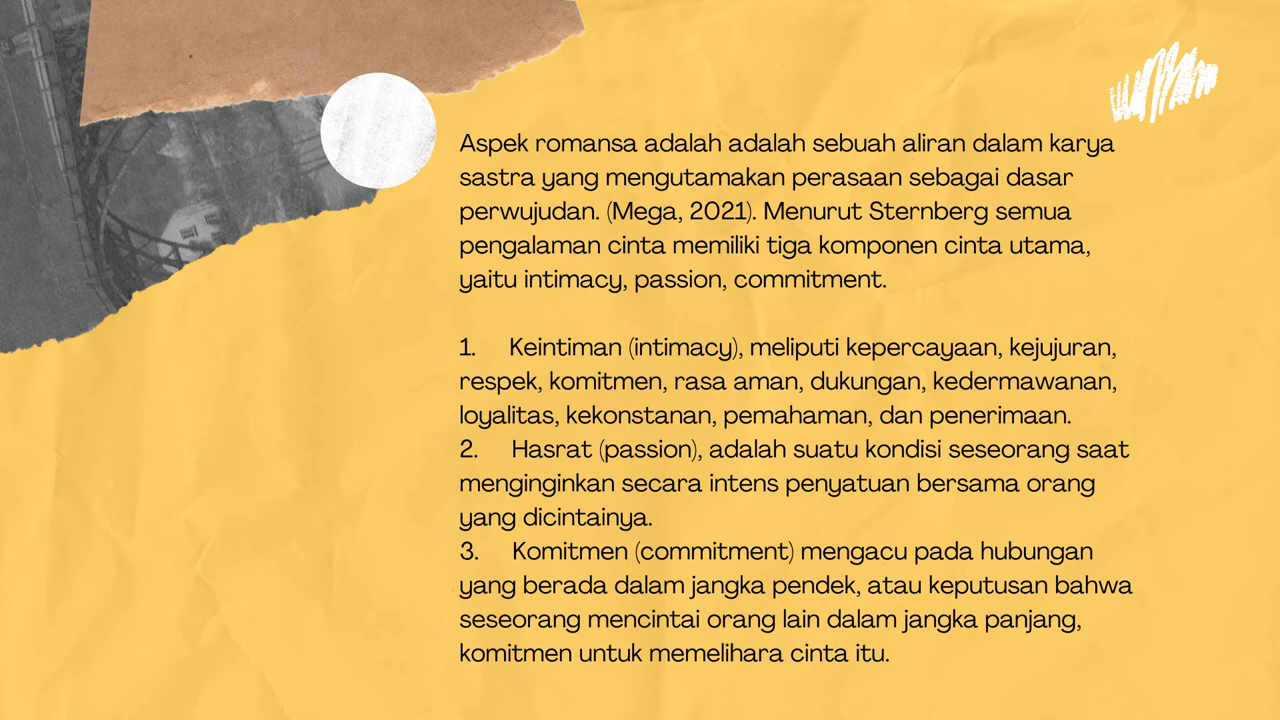 Aspek romansa adalah adalah sebuah aliran dalam karya
sastra yang mengutamakan perasaan sebagai dasar
perwujudan. (Mega, 2021). Menurut Sternberg semua
pengalaman cinta memiliki tiga komponen cinta utama,
yaitu intimacy, passion, commitment.
1. Keintiman (intimacy), meliputi kepercayaan, kejujuran,
respek, komitmen, rasa aman, dukungan, kedermawanan,
loyalitas, kekonstanan, pemahaman, dan penerimaan.
2. Hasrat (passion), adalah suatu kondisi seseorang saat
menginginkan secara intens penyatuan bersama orang
yang dicintainya.
3. Komitmen (commitment) mengacu pada hubungan
yang berada dalam jangka pendek, atau keputusan bahwa
seseorang mencintai orang lain dalam jangka panjang,
komitmen untuk memelihara cinta itu.